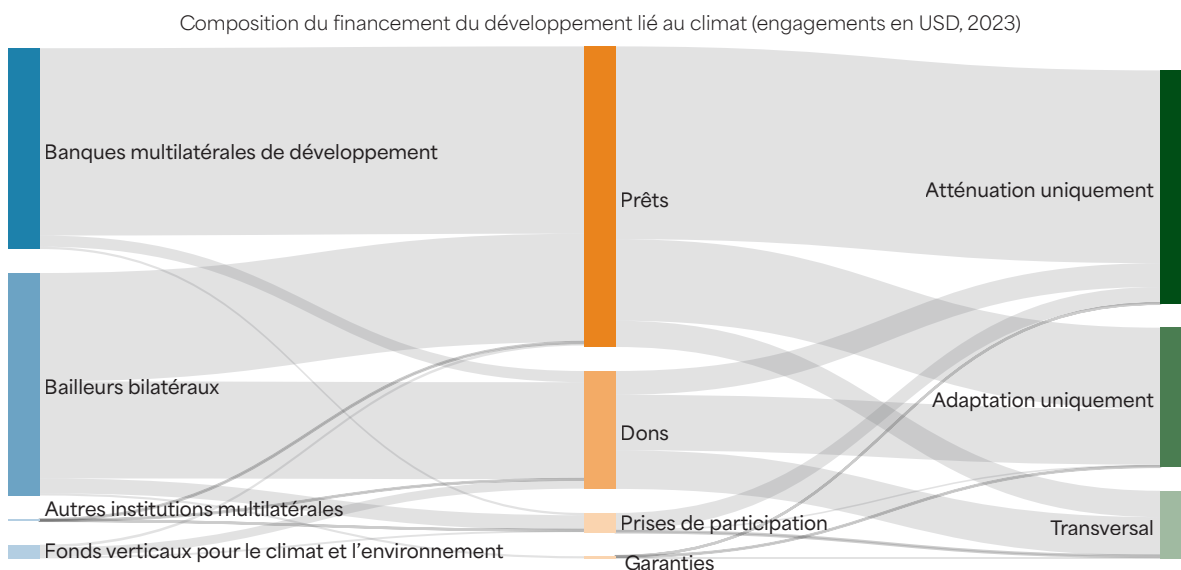 Composition du financement du développement lié au climat (engagements en USD, 2023)
Banques multilatérales de développement
Prêts
Atténuation uniquement
Bailleurs bilatéraux
Adaptation uniquement
Dons
Autres institutions multilatérales
Prises de participation
Transversal
Fonds verticaux pour le climat et l’environnement
Garanties